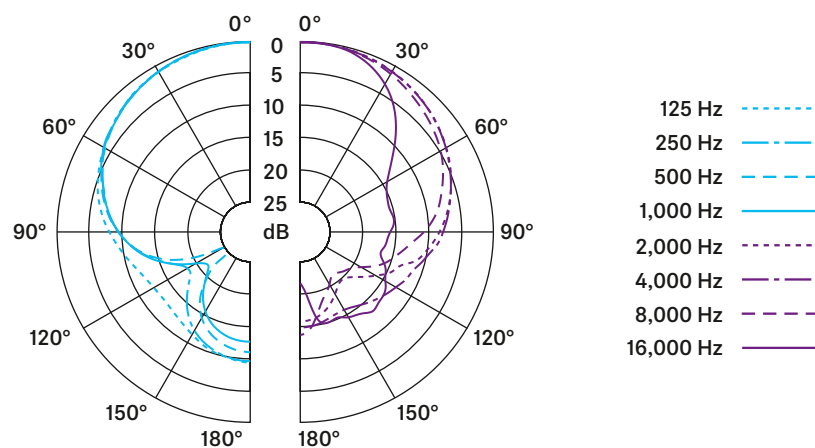 0° 0°
30° 0 30°
5
10
60° 15 60°
20
25
90° dB 90°
120° 120°
150° 150°
180° 180°
125 Hz
250 Hz
500 Hz
1,000 Hz
2,000 Hz
4,000 Hz
8,000 Hz
16,000 Hz